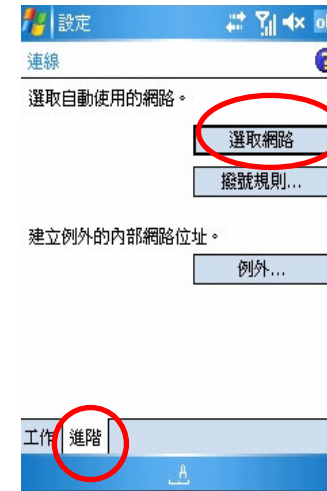 設定
連線
選取自動使用的網路。
選取網路
撥號規則...
建立例外的內部網路位址。
例外...
工作 進階